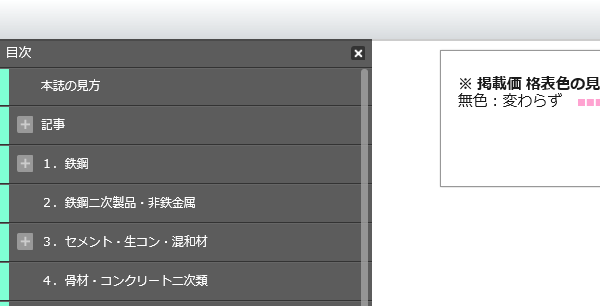 目次
本誌の見方
記事
1. 鉄鋼
2. 鉄鋼二次製品・非鉄金属
3. セメント・生コン・混和材
4. 骨材・コンクリート二次類
※ 掲載価 格表色の見
無色：変わらず